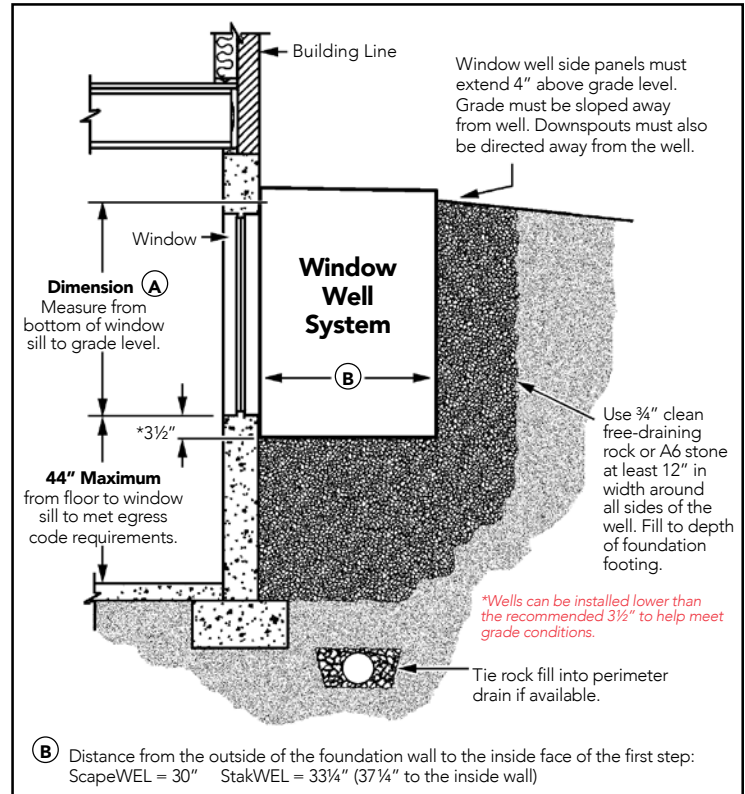 Building Line
Window well side panels must
extend 4" above grade level.
Grade must be sloped away
from well. Downspouts must also
be directed away from the well.
Window
Dimension A
Measure from
bottom of window
sill to grade level.
Window
Well
System
B
*3½"
44" Maximum
from floor to window
sill to met egress
code requirements.
Use ¾" clean
free-draining
rock or A6 stone
at least 12" in
width around
all sides of the
well. Fill to depth
of foundation
footing.
*Wells can be installed lower than
the recommended 3½" to help meet
grade conditions.
Tie rock fill into perimeter
drain if available.
B Distance from the outside of the foundation wall to the inside face of the first step:
ScapeWEL = 30" StakWEL = 33¼" (37¼" to the inside wall)